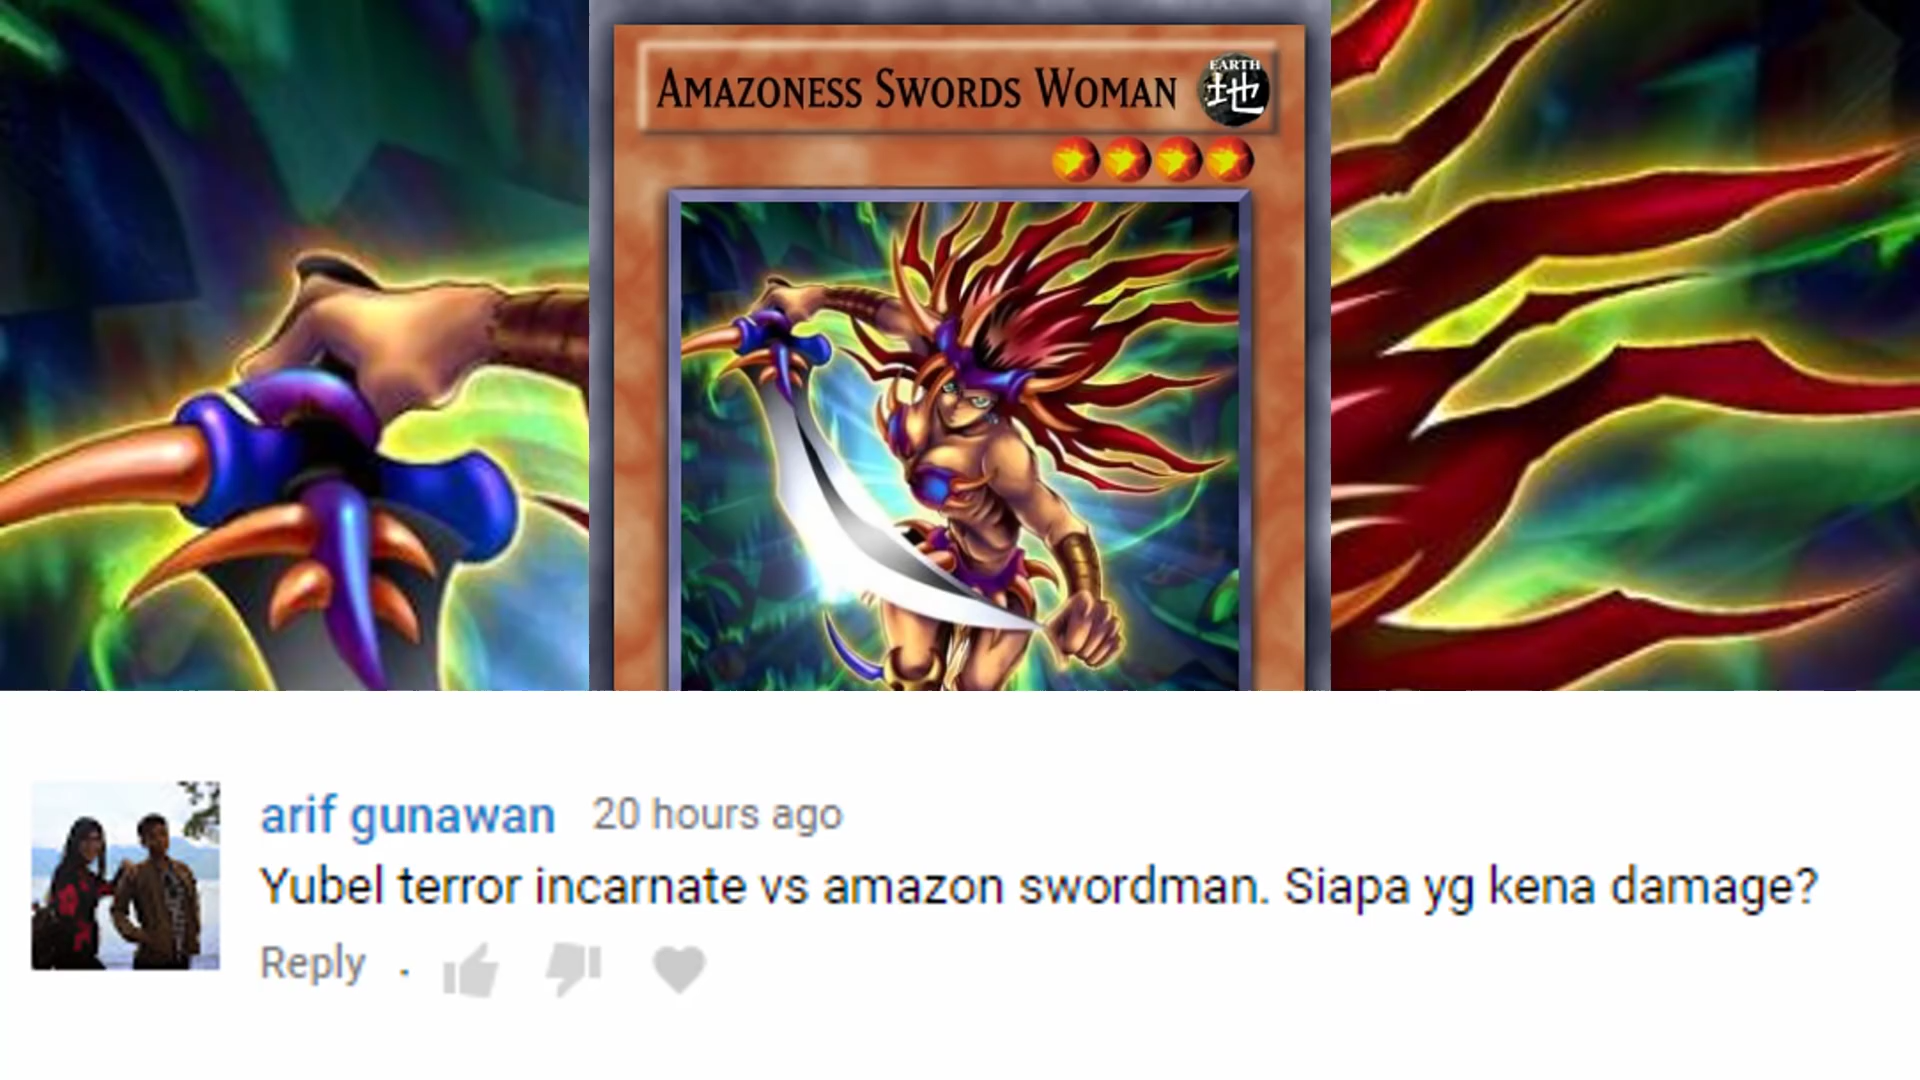 AMAZONESS SWORDS WOMAN
EARTH
地
arif gunawan 20 hours ago
Yubel terror incarnate vs amazon swordman. Siapa yg kena damage?
Reply .